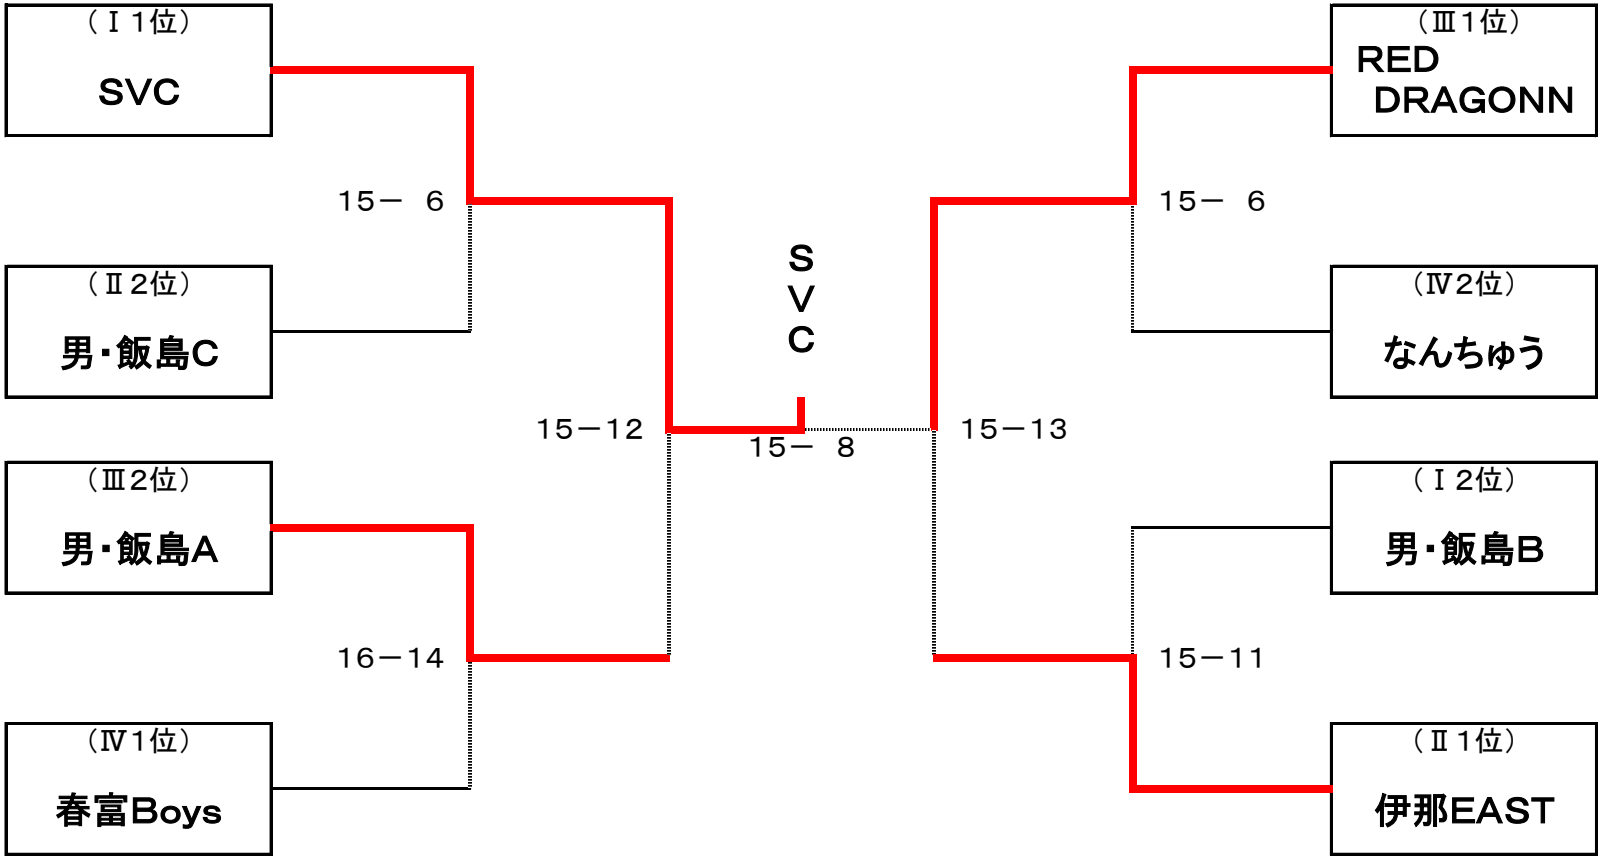 （Ⅰ１位）
ＳＶＣ
（Ⅲ１位）
ＲＥＤ
ＤＲＡＧＯＮＮ
１５－　６
１５－　６
Ｓ
Ｖ
Ｃ
（Ⅱ２位）
男・飯島Ｃ
（Ⅳ２位）
なんちゅう
１５－１２
１５－　８
１５－１３
（Ⅲ２位）
男・飯島Ａ
（Ⅰ２位）
男・飯島Ｂ
１６－１４
１５－１１
（Ⅳ１位）
春富Ｂｏｙｓ
（Ⅱ１位）
伊那ＥＡＳＴ